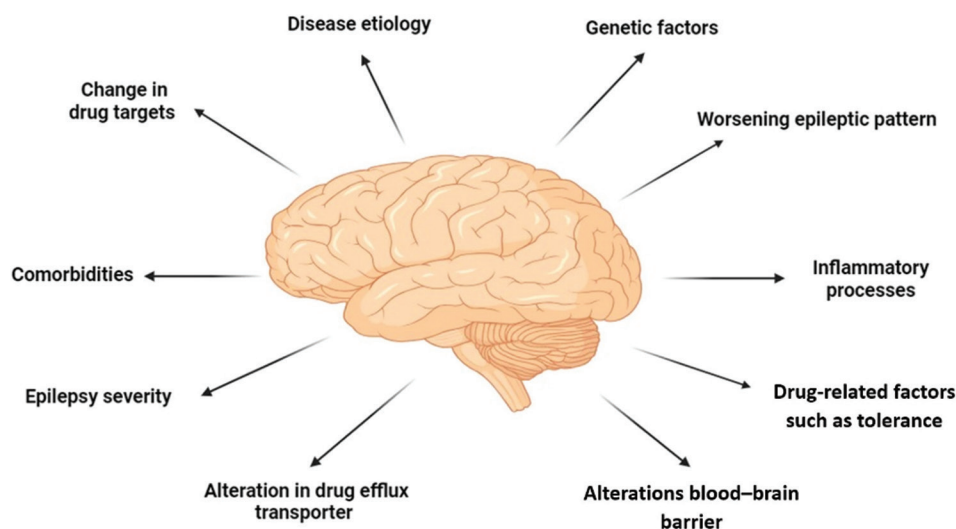 Disease etiology
Genetic factors
Change in
drug targets
Worsening epileptic pattern
Comorbidities
Inflammatory
processes
Epilepsy severity
Drug-related factors
such as tolerance
Alteration in drug efflux
transporter
Alterations blood–brain
barrier